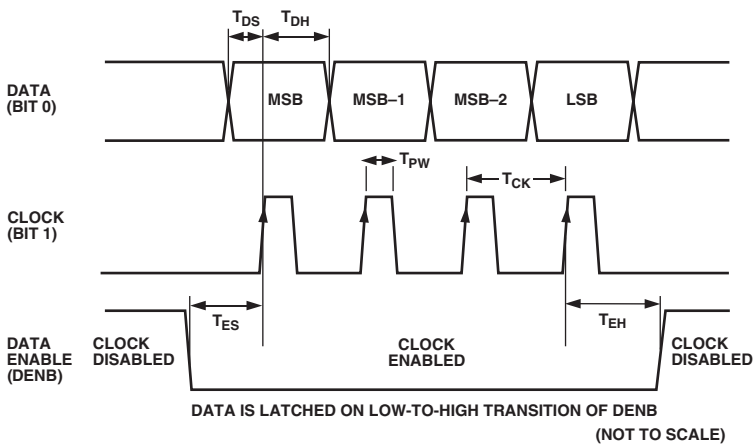 T_DS T_DH
DATA
(BIT 0)
MSB MSB–1 MSB–2 LSB
T_PW
T_CK
CLOCK
(BIT 1)
T_ES T_EH
DATA
ENABLE
(DENB)
CLOCK
DISABLED
CLOCK
ENABLED
CLOCK
DISABLED
DATA IS LATCHED ON LOW-TO-HIGH TRANSITION OF DENB
(NOT TO SCALE)